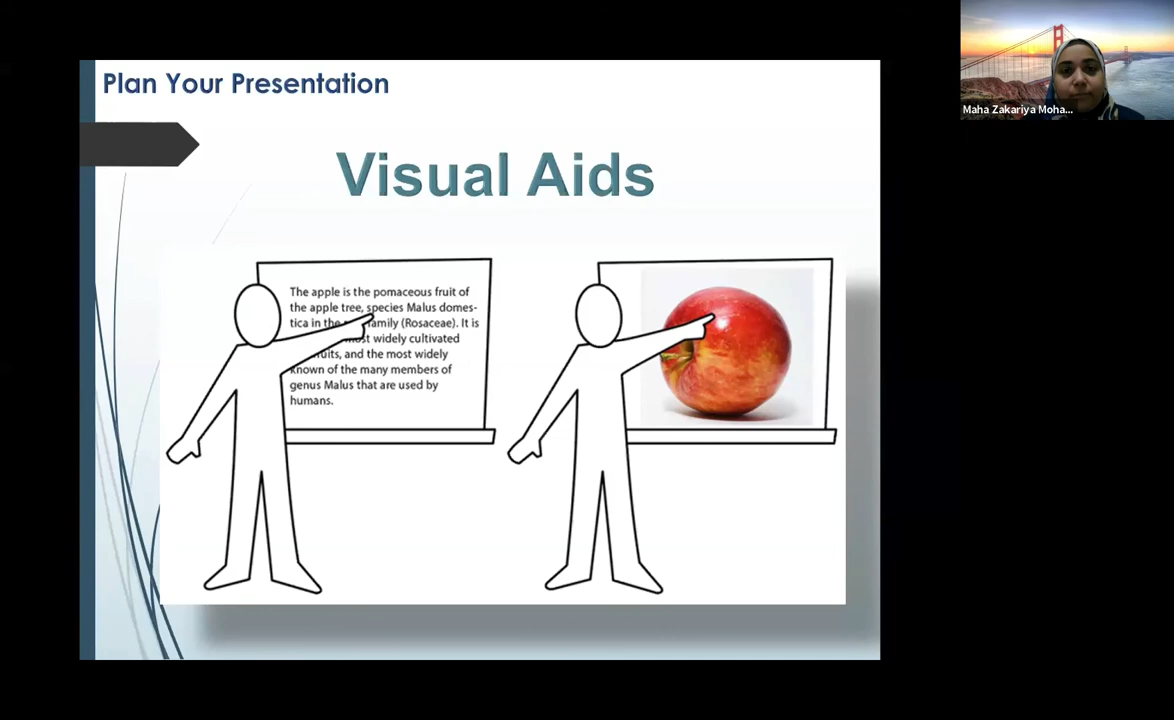 Plan Your Presentation
Maha Zakariya Moha...
Visual Aids
The apple is the pomaceous fruit of
the apple tree, species Malus domes-
tica in the family (Rosaceae). It is
widely cultivated
and the most widely
known of the many members of
genus Malus that are used by
humans.